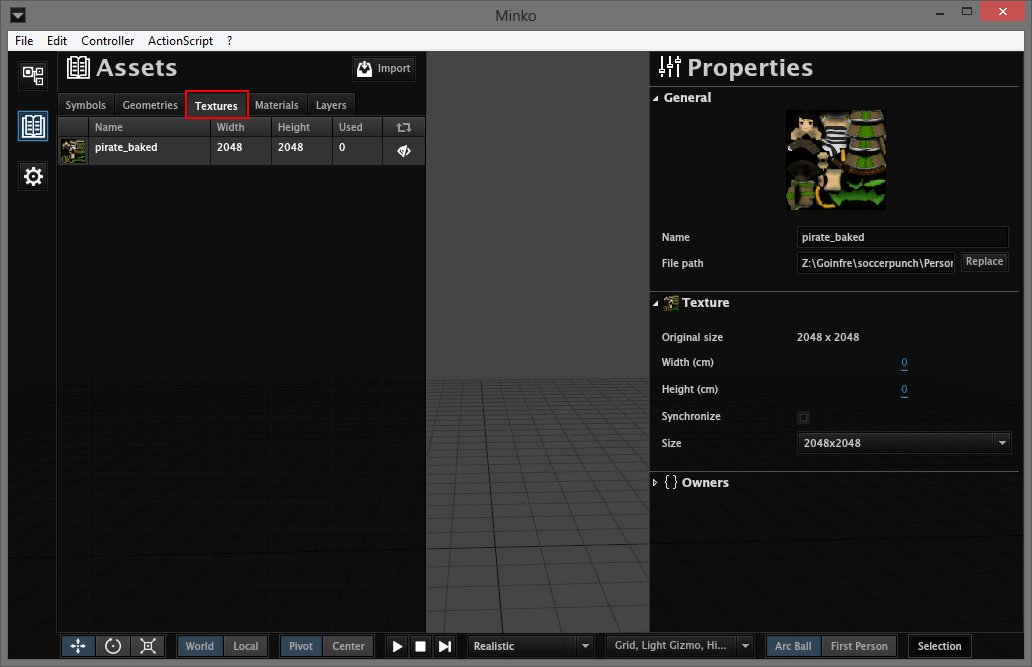 Minko
File Edit Controller ActionScript ?
Assets
Import
Symbols Geometries Textures Materials Layers
Name Width Height Used
pirate_baked 2048 2048 0
Properties
General
Name pirate_baked
File path Z:\Goinfre\soccerpunch\Person Replace
Texture
Original size 2048 x 2048
Width (cm) 0
Height (cm) 0
Synchronize
Size 2048x2048
{ } Owners
World Local Pivot Center Realistic Grid, Light Gizmo, Hi... Arc Ball First Person Selection